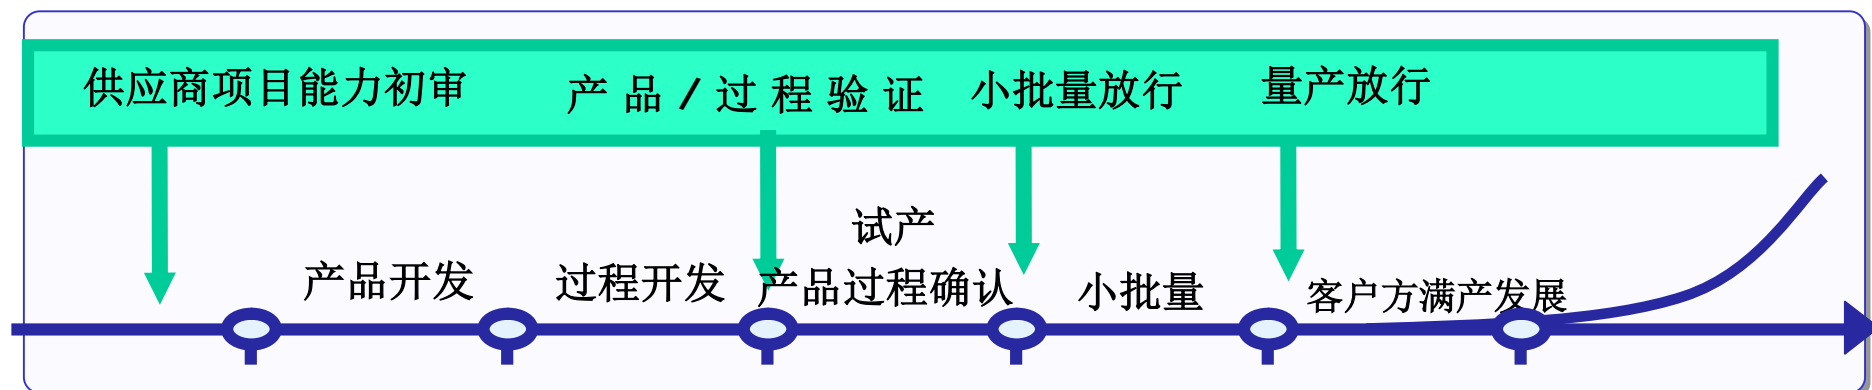 供应商项目能力初审
产品/过程验证
小批量放行
量产放行
试产
产品开发
过程开发
产品过程确认
小批量
客户方满产发展